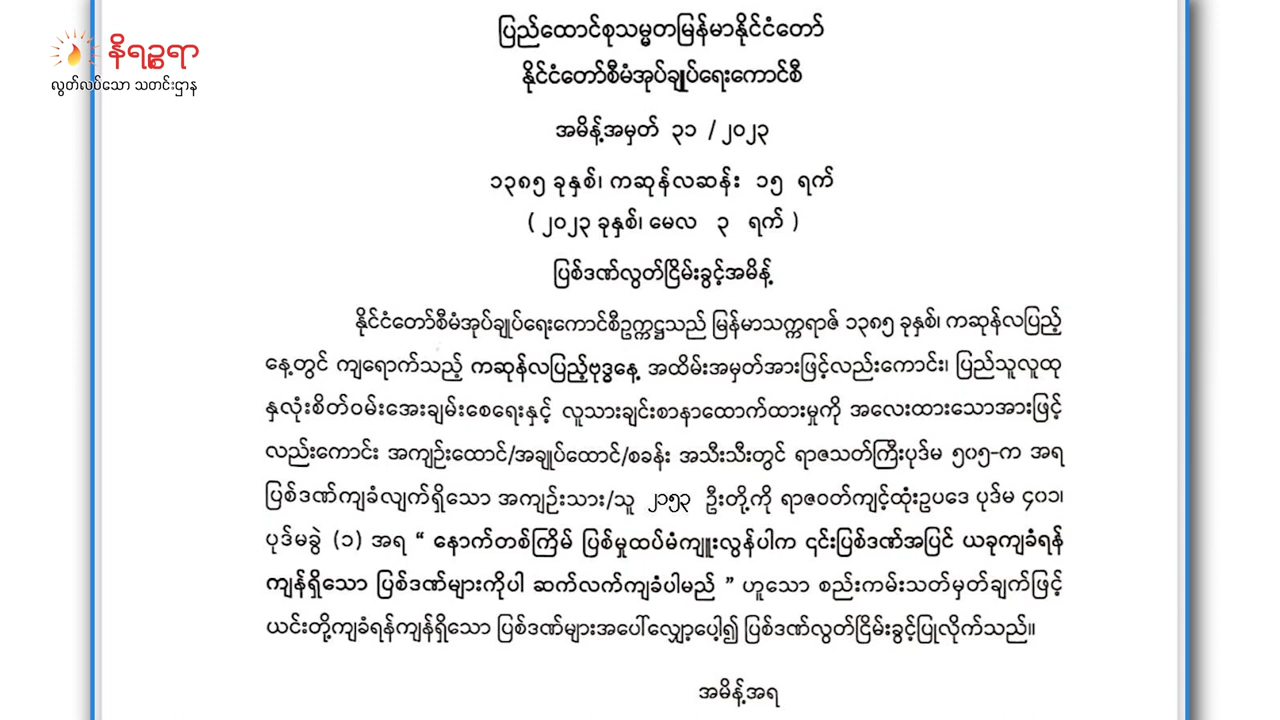 နိရဉ္စရာ
လွတ်လပ်သော သတင်းဌာန
ပြည်ထောင်စုသမ္မတမြန်မာနိုင်ငံတော်
နိုင်ငံတော်စီမံအုပ်ချုပ်ရေးကောင်စီ
အမိန့်အမှတ် ၃၁ / ၂၀၂၃
၁၃၈၅ ခုနှစ်၊ ကဆုန်လဆန်း ၁၅ ရက်
( ၂၀၂၃ ခုနှစ်၊ မေလ ၃ ရက် )
ပြစ်ဒဏ်လွတ်ငြိမ်းခွင့်အမိန့်
နိုင်ငံတော်စီမံအုပ်ချုပ်ရေးကောင်စီဥက္ကဋ္ဌသည် မြန်မာသက္ကရာဇ် ၁၃၈၅ ခုနှစ်၊ ကဆုန်လပြည့်
နေ့တွင် ကျရောက်သည့် ကဆုန်လပြည့်ဗုဒ္ဓနေ့ အထိမ်းအမှတ်အားဖြင့်လည်းကောင်း၊ ပြည်သူလူထု
နှလုံးစိတ်ဝမ်းအေးချမ်းစေရေးနှင့် လူသားချင်းစာနာထောက်ထားမှုကို အလေးထားသောအားဖြင့်
လည်းကောင်း အကျဉ်းထောင်/အချုပ်ထောင်/စခန်း အသီးသီးတွင် ရာဇသတ်ကြီးပုဒ်မ ၅၀၅-က အရ
ပြစ်ဒဏ်ကျခံလျက်ရှိသော အကျဉ်းသား/သူ ၂၁၅၃ ဦးတို့ကို ရာဇဝတ်ကျင့်ထုံးဥပဒေ ပုဒ်မ ၄၀၁၊
ပုဒ်မခွဲ (၁) အရ “ နောက်တစ်ကြိမ် ပြစ်မှုထပ်မံကျူးလွန်ပါက ၎င်းပြစ်ဒဏ်အပြင် ယခုကျခံရန်
ကျန်ရှိသော ပြစ်ဒဏ်များကိုပါ ဆက်လက်ကျခံပါမည် ” ဟူသော စည်းကမ်းသတ်မှတ်ချက်ဖြင့်
ယင်းတို့ကျခံရန်ကျန်ရှိသော ပြစ်ဒဏ်များအပေါ်လျှော့ပေါ့၍ ပြစ်ဒဏ်လွတ်ငြိမ်းခွင့်ပြုလိုက်သည်။
အမိန့်အရ